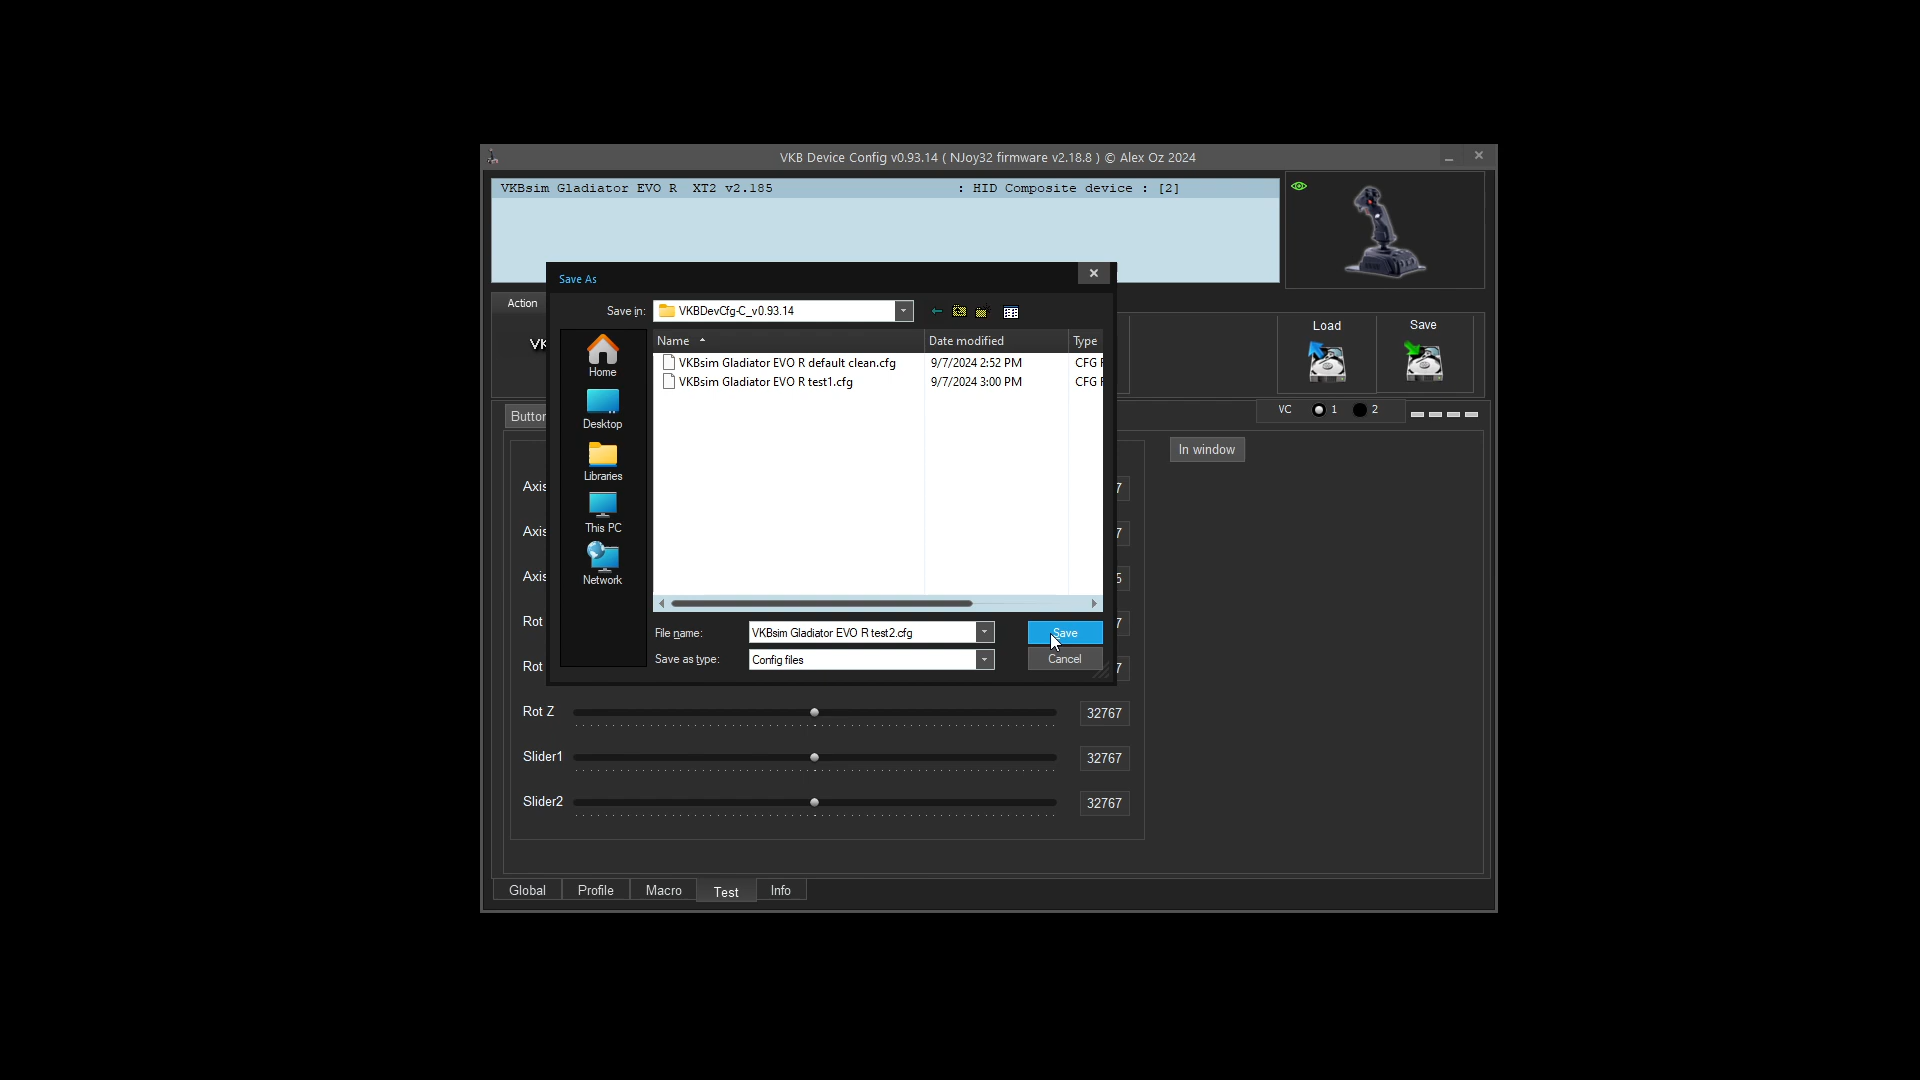 VKB Device Config v0.93.14 ( NJoy32 firmware v2.18.8 ) © Alex Oz 2024
VKBsim Gladiator EVO R  XT2 v2.185 : HID Composite device : [2]
Save As
Action
Save in: VKBDevCfg-C_v0.93.14
Load
Save
Name
Date modified
Type
VKBsim Gladiator EVO R default clean.cfg 9/7/2024 2:52 PM CFG
VKBsim Gladiator EVO R test1.cfg 9/7/2024 3:00 PM CFG
Home
Desktop
Libraries
This PC
Network
VC 1 2
In window
File name: VKBsim Gladiator EVO R test2.cfg Save
Save as type: Config files Cancel
Rot
Rot
Rot Z 32767
Slider1 32767
Slider2 32767
Global Profile Macro Test Info